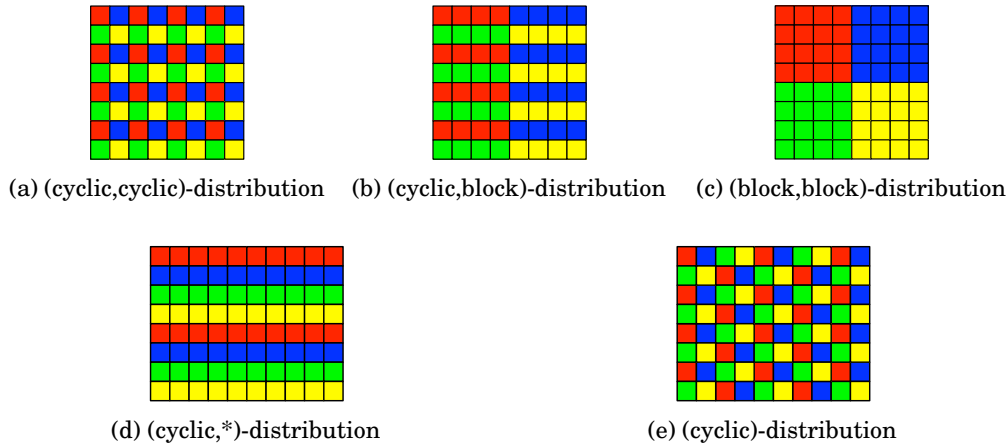 (a) (cyclic,cyclic)-distribution
(b) (cyclic,block)-distribution
(c) (block,block)-distribution
(d) (cyclic,*)-distribution
(e) (cyclic)-distribution